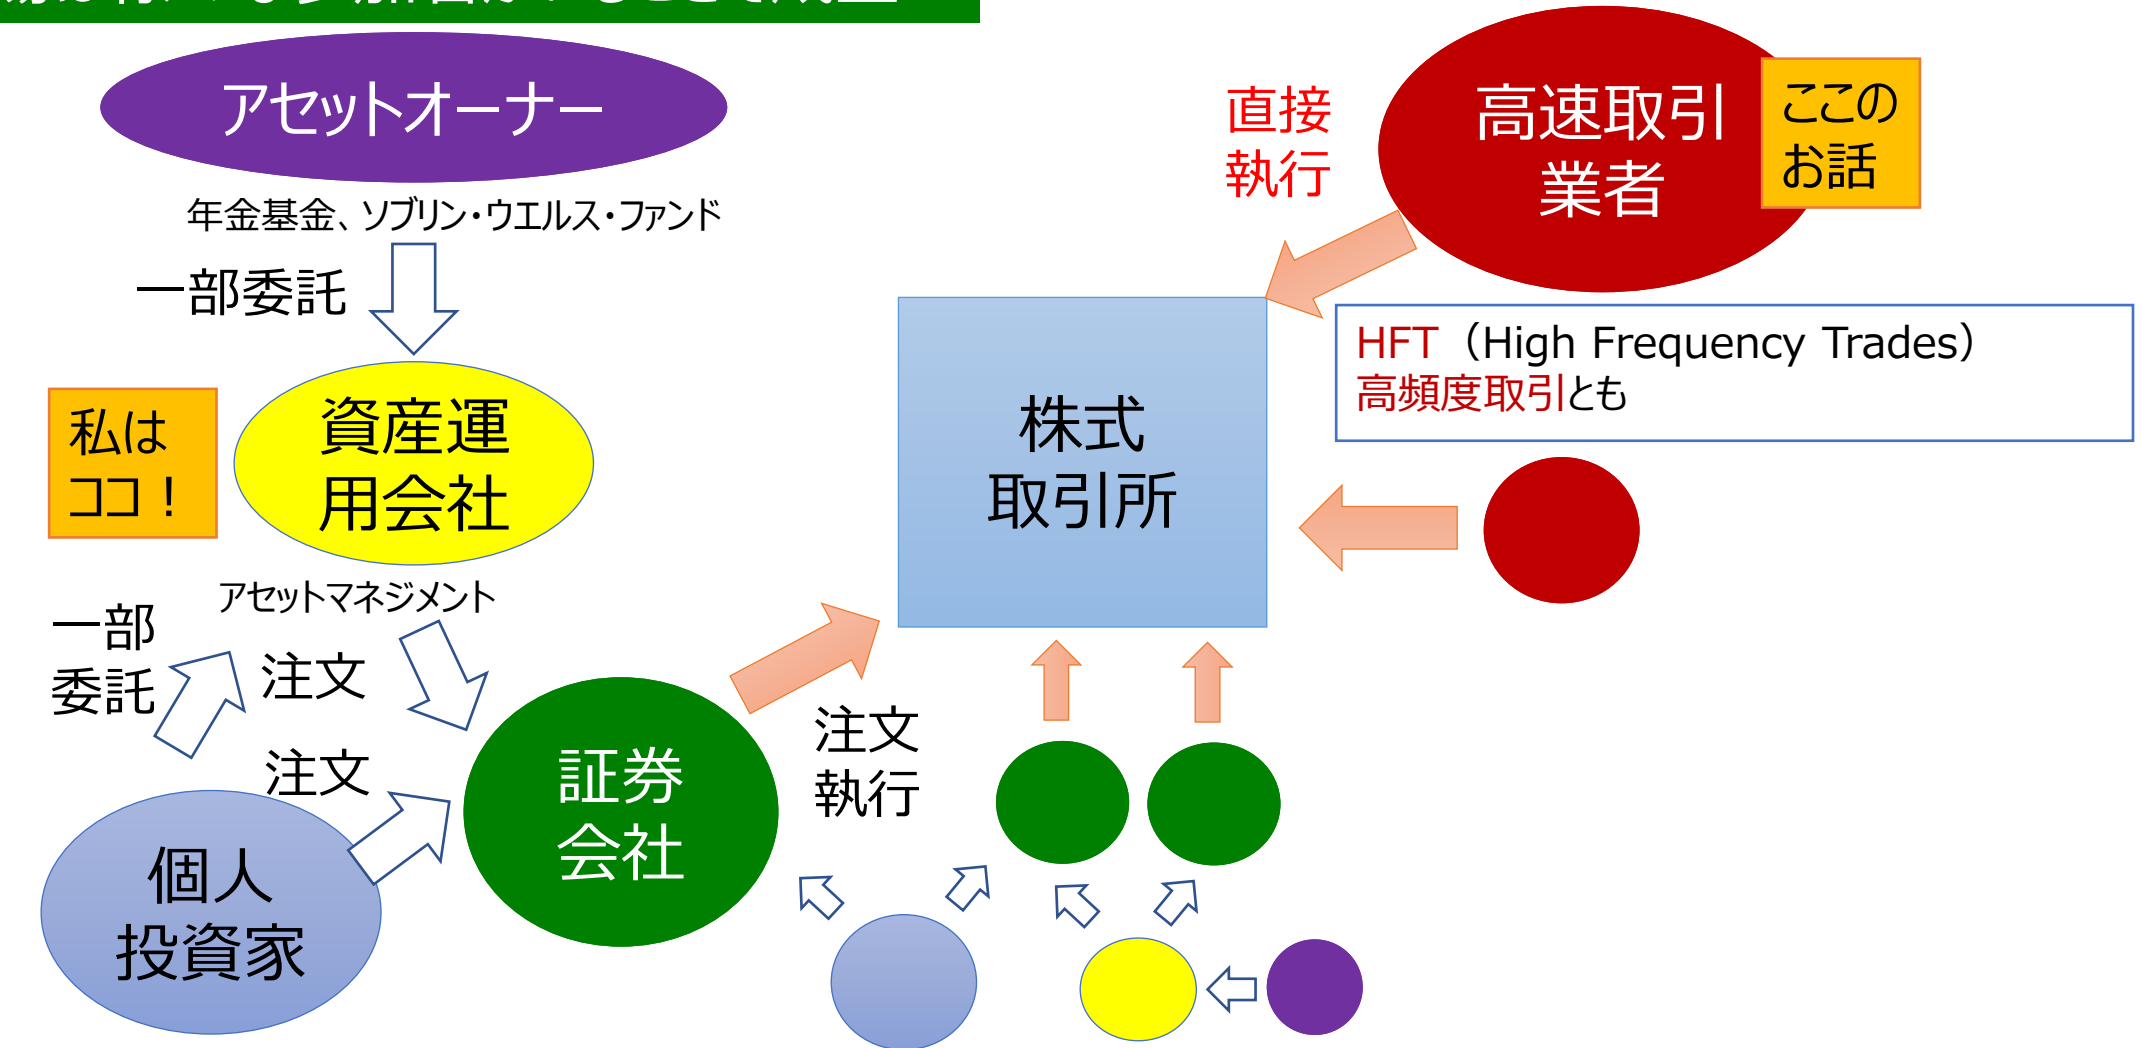 アセットオーナー
年金基金、ソブリン・ウエルス・ファンド
一部委託
私は
ココ！
資産運
用会社
アセットマネジメント
一部
委託
注文
注文
個人
投資家
証券
会社
注文
執行
株式
取引所
直接
執行
高速取引
業者
ここの
お話
HFT（High Frequency Trades）
高頻度取引とも